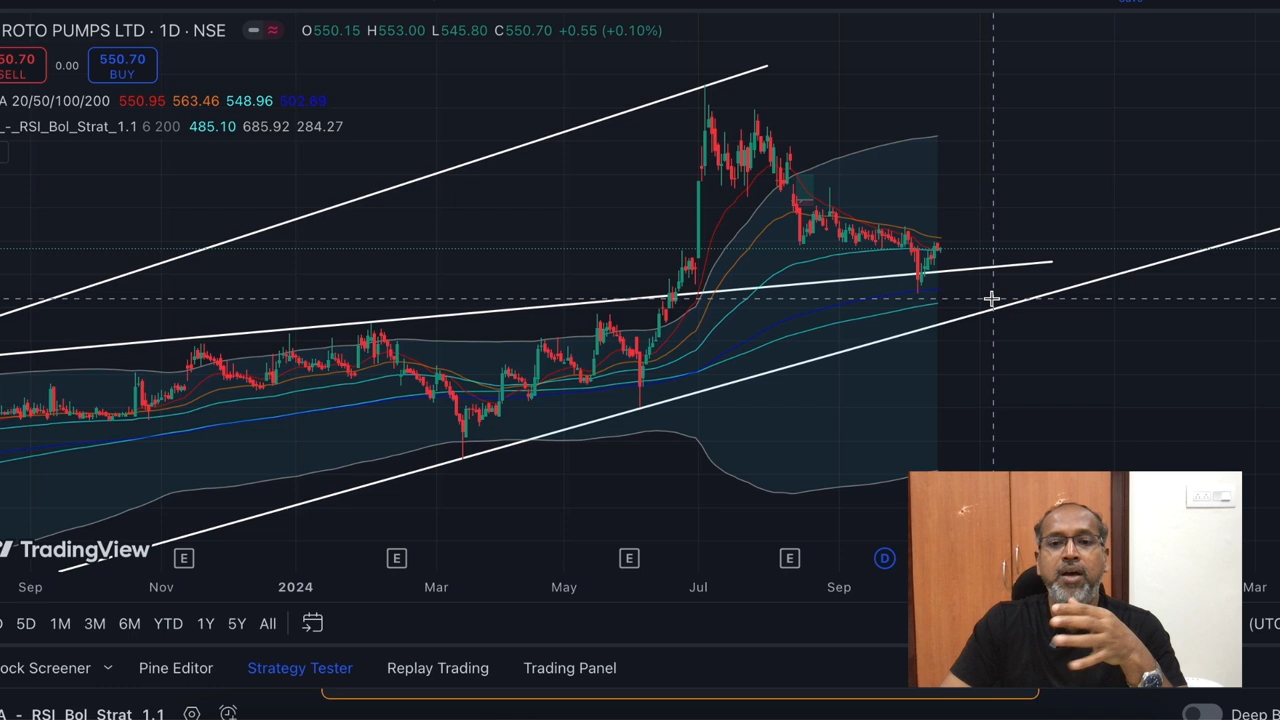 ROTO PUMPS LTD · 1D · NSE
O550.15 H553.00 L545.80 C550.70 +0.55 (+0.10%)
50.70
SELL
0.00
550.70
BUY
A 20/50/100/200 550.95 563.46 548.96 502.69
_-_RSI_Bol_Strat_1.1 6 200 485.10 685.92 284.27
TradingView
E
E
E
E
D
Sep
Nov
2024
Mar
May
Jul
Sep
Mar
5D
1M
3M
6M
YTD
1Y
5Y
All
(UTC
ock Screener
Pine Editor
Strategy Tester
Replay Trading
Trading Panel
A - RSI_Bol_Strat_1.1
Deep B